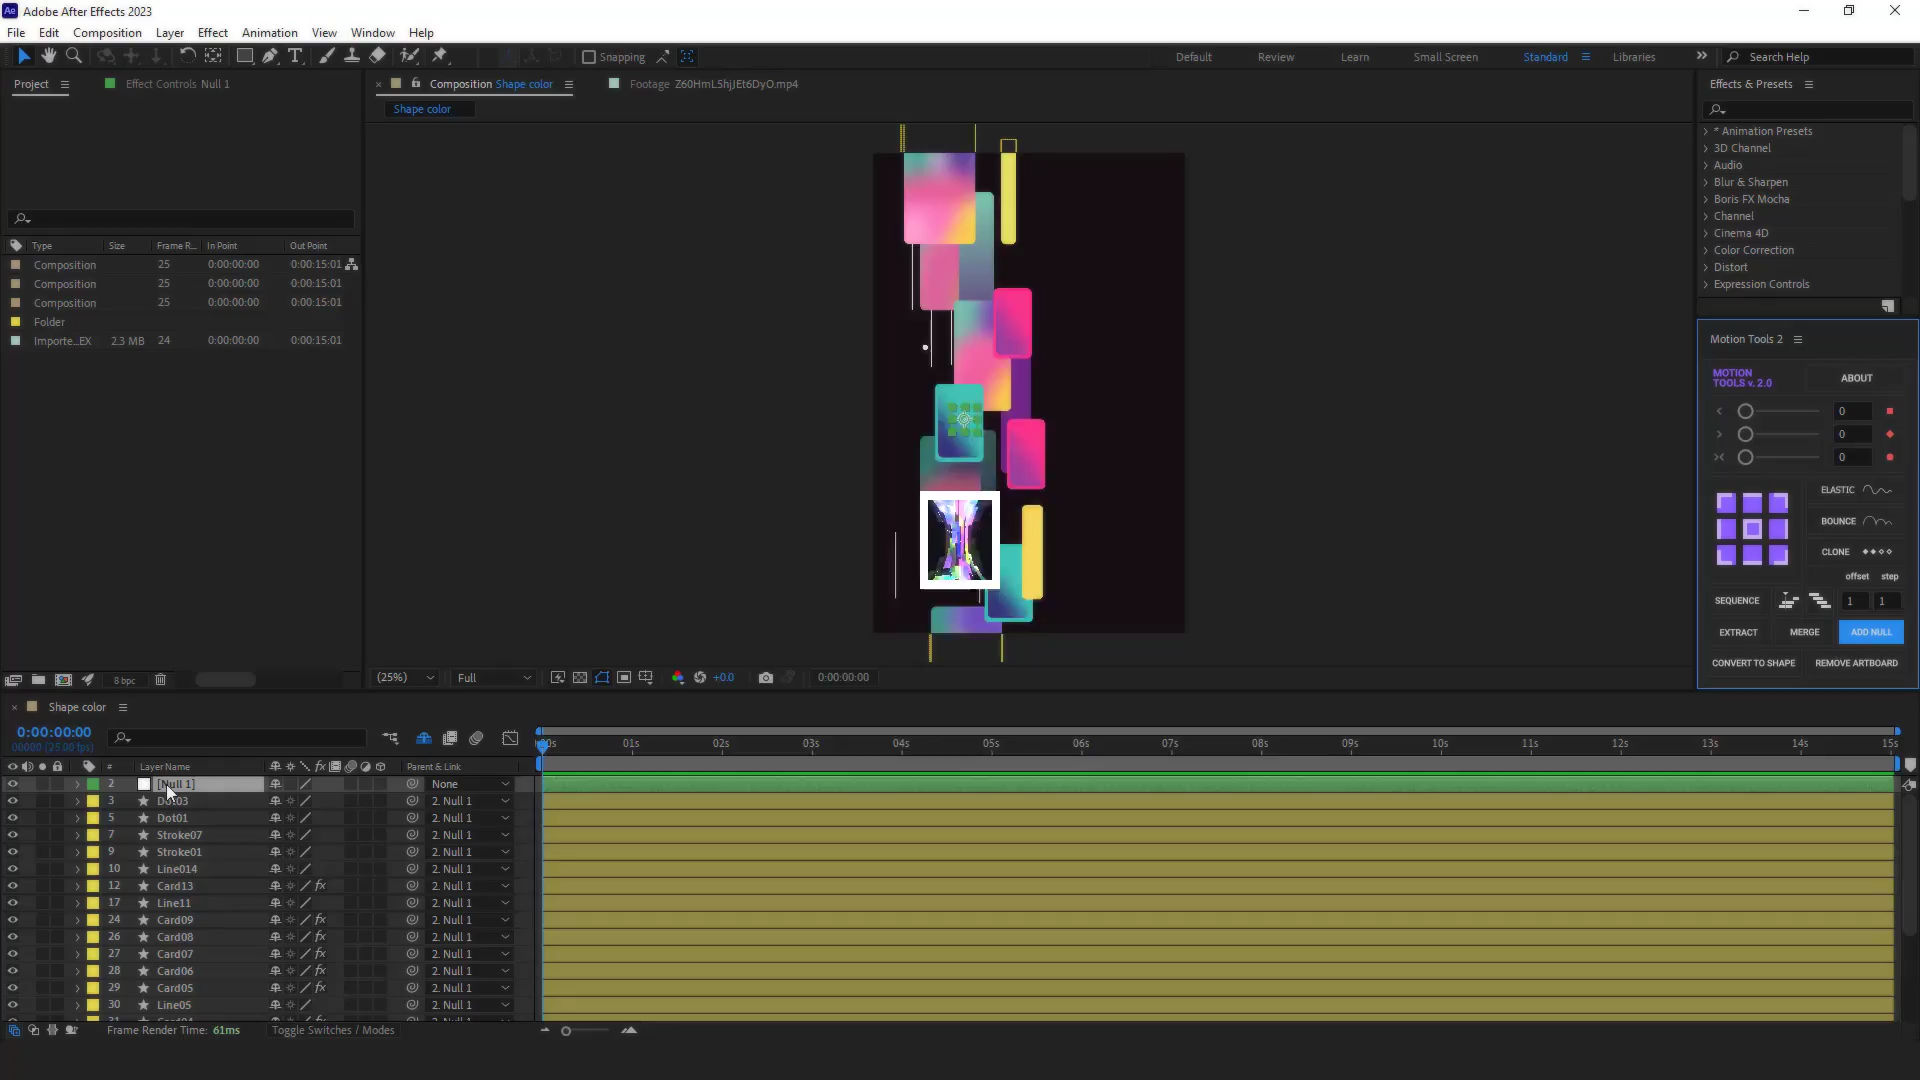 Ae Adobe After Effects 2023
File Edit Composition Layer Effect Animation View Window Help
Snapping
Default Review Learn Small Screen Standard Libraries Search Help
Project Effect Controls Null 1
Composition Shape color Footage Z60HmL5hjJEt6DyO.mp4
Shape color
Type Size Frame R... In Point Out Point
Composition 25 0:00:00:00 0:00:15:01
Composition 25 0:00:00:00 0:00:15:01
Composition 25 0:00:00:00 0:00:15:01
Folder
Importe...EX 2.3 MB 24 0:00:00:00 0:00:15:01
8 bpc
(25%) Full +0.0 0:00:00:00
Effects & Presets
* Animation Presets
3D Channel
Audio
Blur & Sharpen
Boris FX Mocha
Channel
Cinema 4D
Color Correction
Distort
Expression Controls
Motion Tools 2
MOTION
TOOLS v. 2.0
ABOUT
0
0
0
ELASTIC
BOUNCE
CLONE
offset step
SEQUENCE 1 1
EXTRACT MERGE ADD NULL
CONVERT TO SHAPE REMOVE ARTBOARD
Shape color
0:00:00:00
00000 (25.00 fps)
00s 01s 02s 03s 04s 05s 06s 07s 08s 09s 10s 11s 12s 13s 14s 15s
# Layer Name fx Parent & Link
2 [Null 1] None
3 Dot03 2. Null 1
5 Dot01 2. Null 1
7 Stroke07 2. Null 1
9 Stroke01 2. Null 1
10 Line014 2. Null 1
12 Card13 fx 2. Null 1
17 Line11 2. Null 1
24 Card09 fx 2. Null 1
26 Card08 fx 2. Null 1
27 Card07 fx 2. Null 1
28 Card06 fx 2. Null 1
29 Card05 fx 2. Null 1
30 Line05 2. Null 1
Frame Render Time: 61ms Toggle Switches / Modes